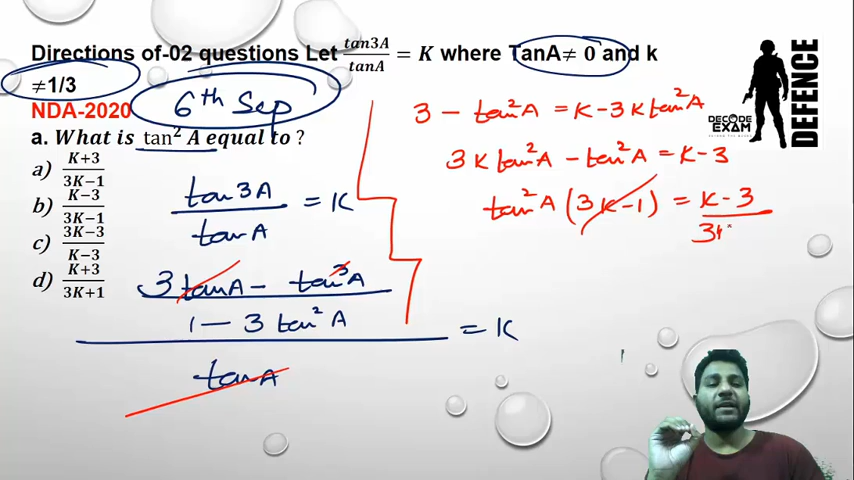 Directions of-02 questions Let tan3A/tanA = K where TanA≠ 0 and k
≠1/3
NDA-2020
6th Sep
a. What is tan² A equal to ?
a) K+3/3K−1
b) K−3/3K−1
c) 3K−3/K−3
d) K+3/3K+1
tan3A/tanA = K
3tanA − tan³A
1 − 3 tan²A
= K
tanA
3 − tan²A = K−3K tan²A
3K tan²A − tan²A = K−3
tan²A (3K−1) = K−3
3K
DECODE
EXAM
DEFENCE